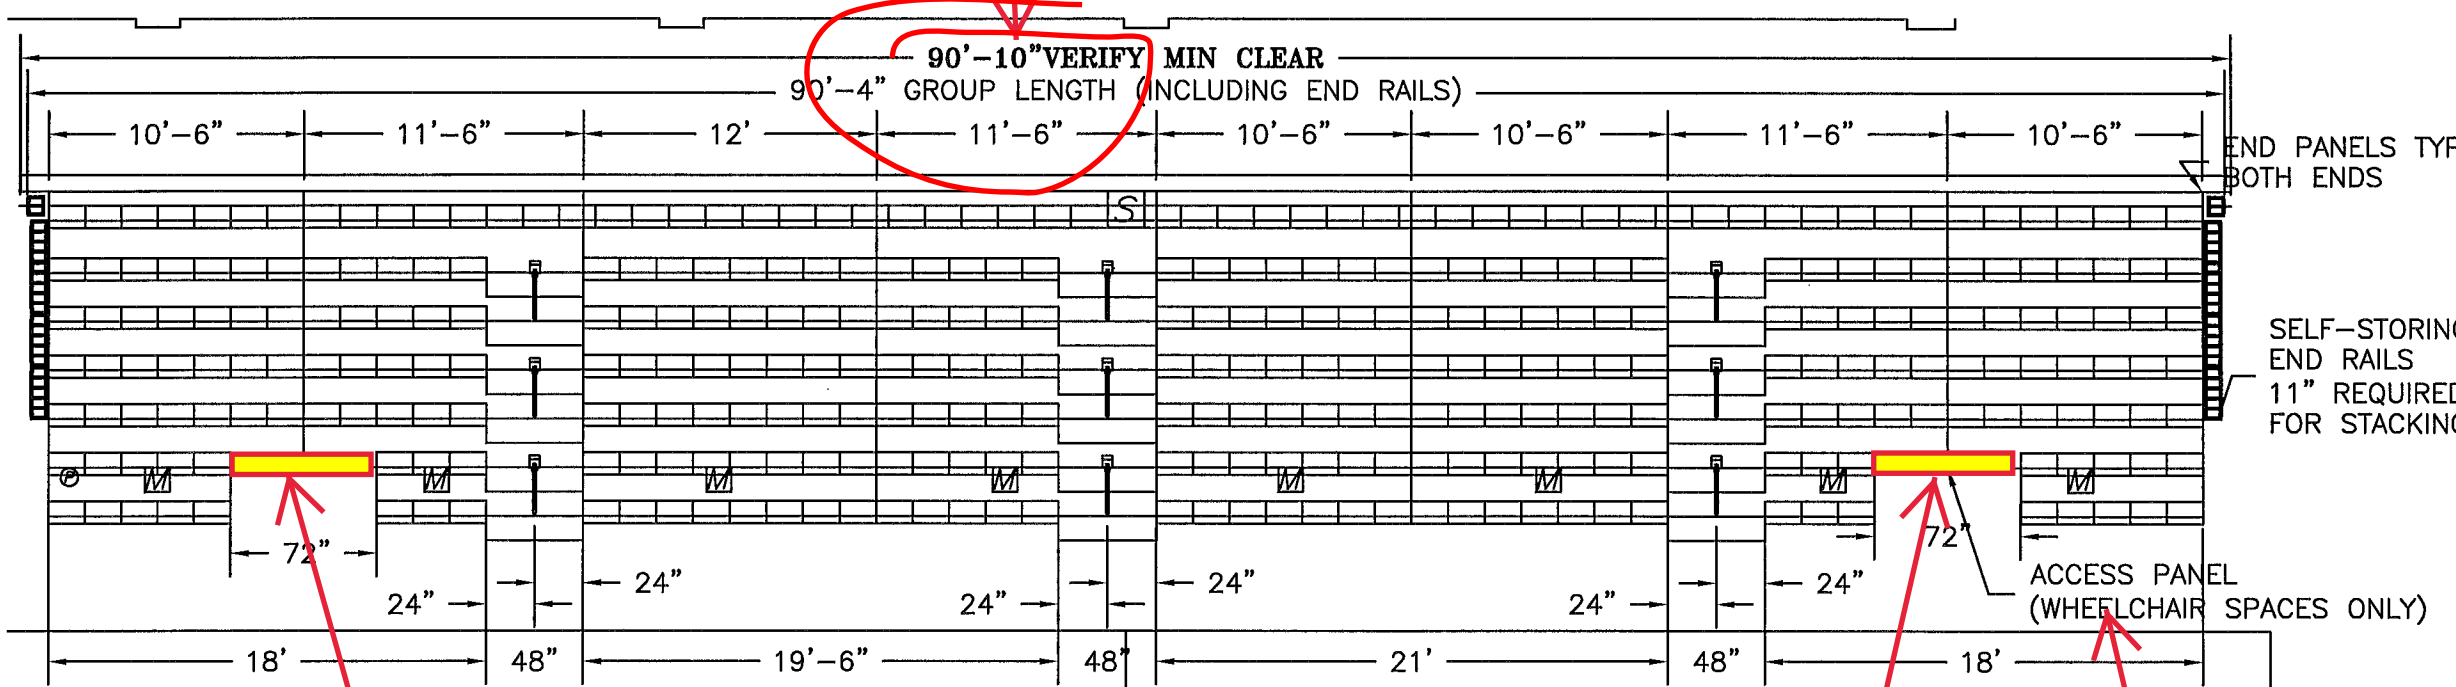 90'-10"VERIFY MIN CLEAR
90'-4" GROUP LENGTH (INCLUDING END RAILS)
10'-6" 11'-6" 12' 11'-6" 10'-6" 10'-6" 11'-6" 10'-6"
END PANELS TYP
BOTH ENDS
S
SELF-STORING
END RAILS
11" REQUIRED
FOR STACKING
P M M M M M M M M
72" 72"
24" 24" 24" 24" 24" 24"
ACCESS PANEL
(WHEELCHAIR SPACES ONLY)
18' 48" 19'-6" 48" 21' 48" 18'